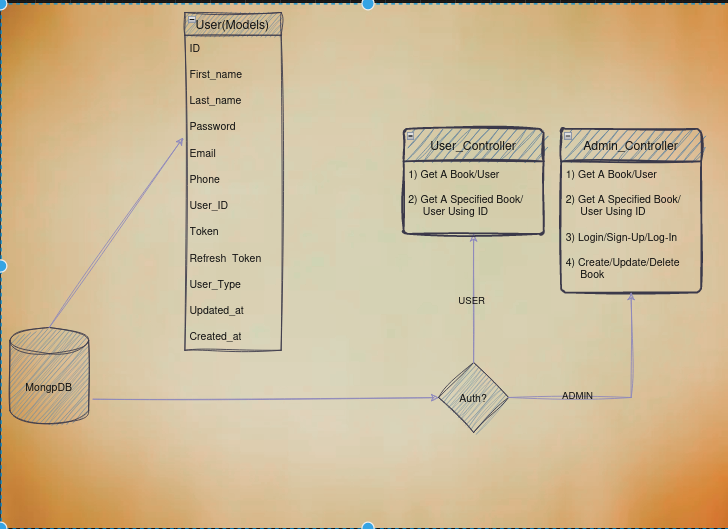 User(Models)
ID
First_name
Last_name
Password
Email
Phone
User_ID
Token
Refresh Token
User_Type
Updated_at
Created_at
User_Controller
1) Get A Book/User
2) Get A Specified Book/
User Using ID
Admin_Controller
1) Get A Book/User
2) Get A Specified Book/
User Using ID
3) Login/Sign-Up/Log-In
4) Create/Update/Delete
Book
USER
MongpDB
Auth?
ADMIN